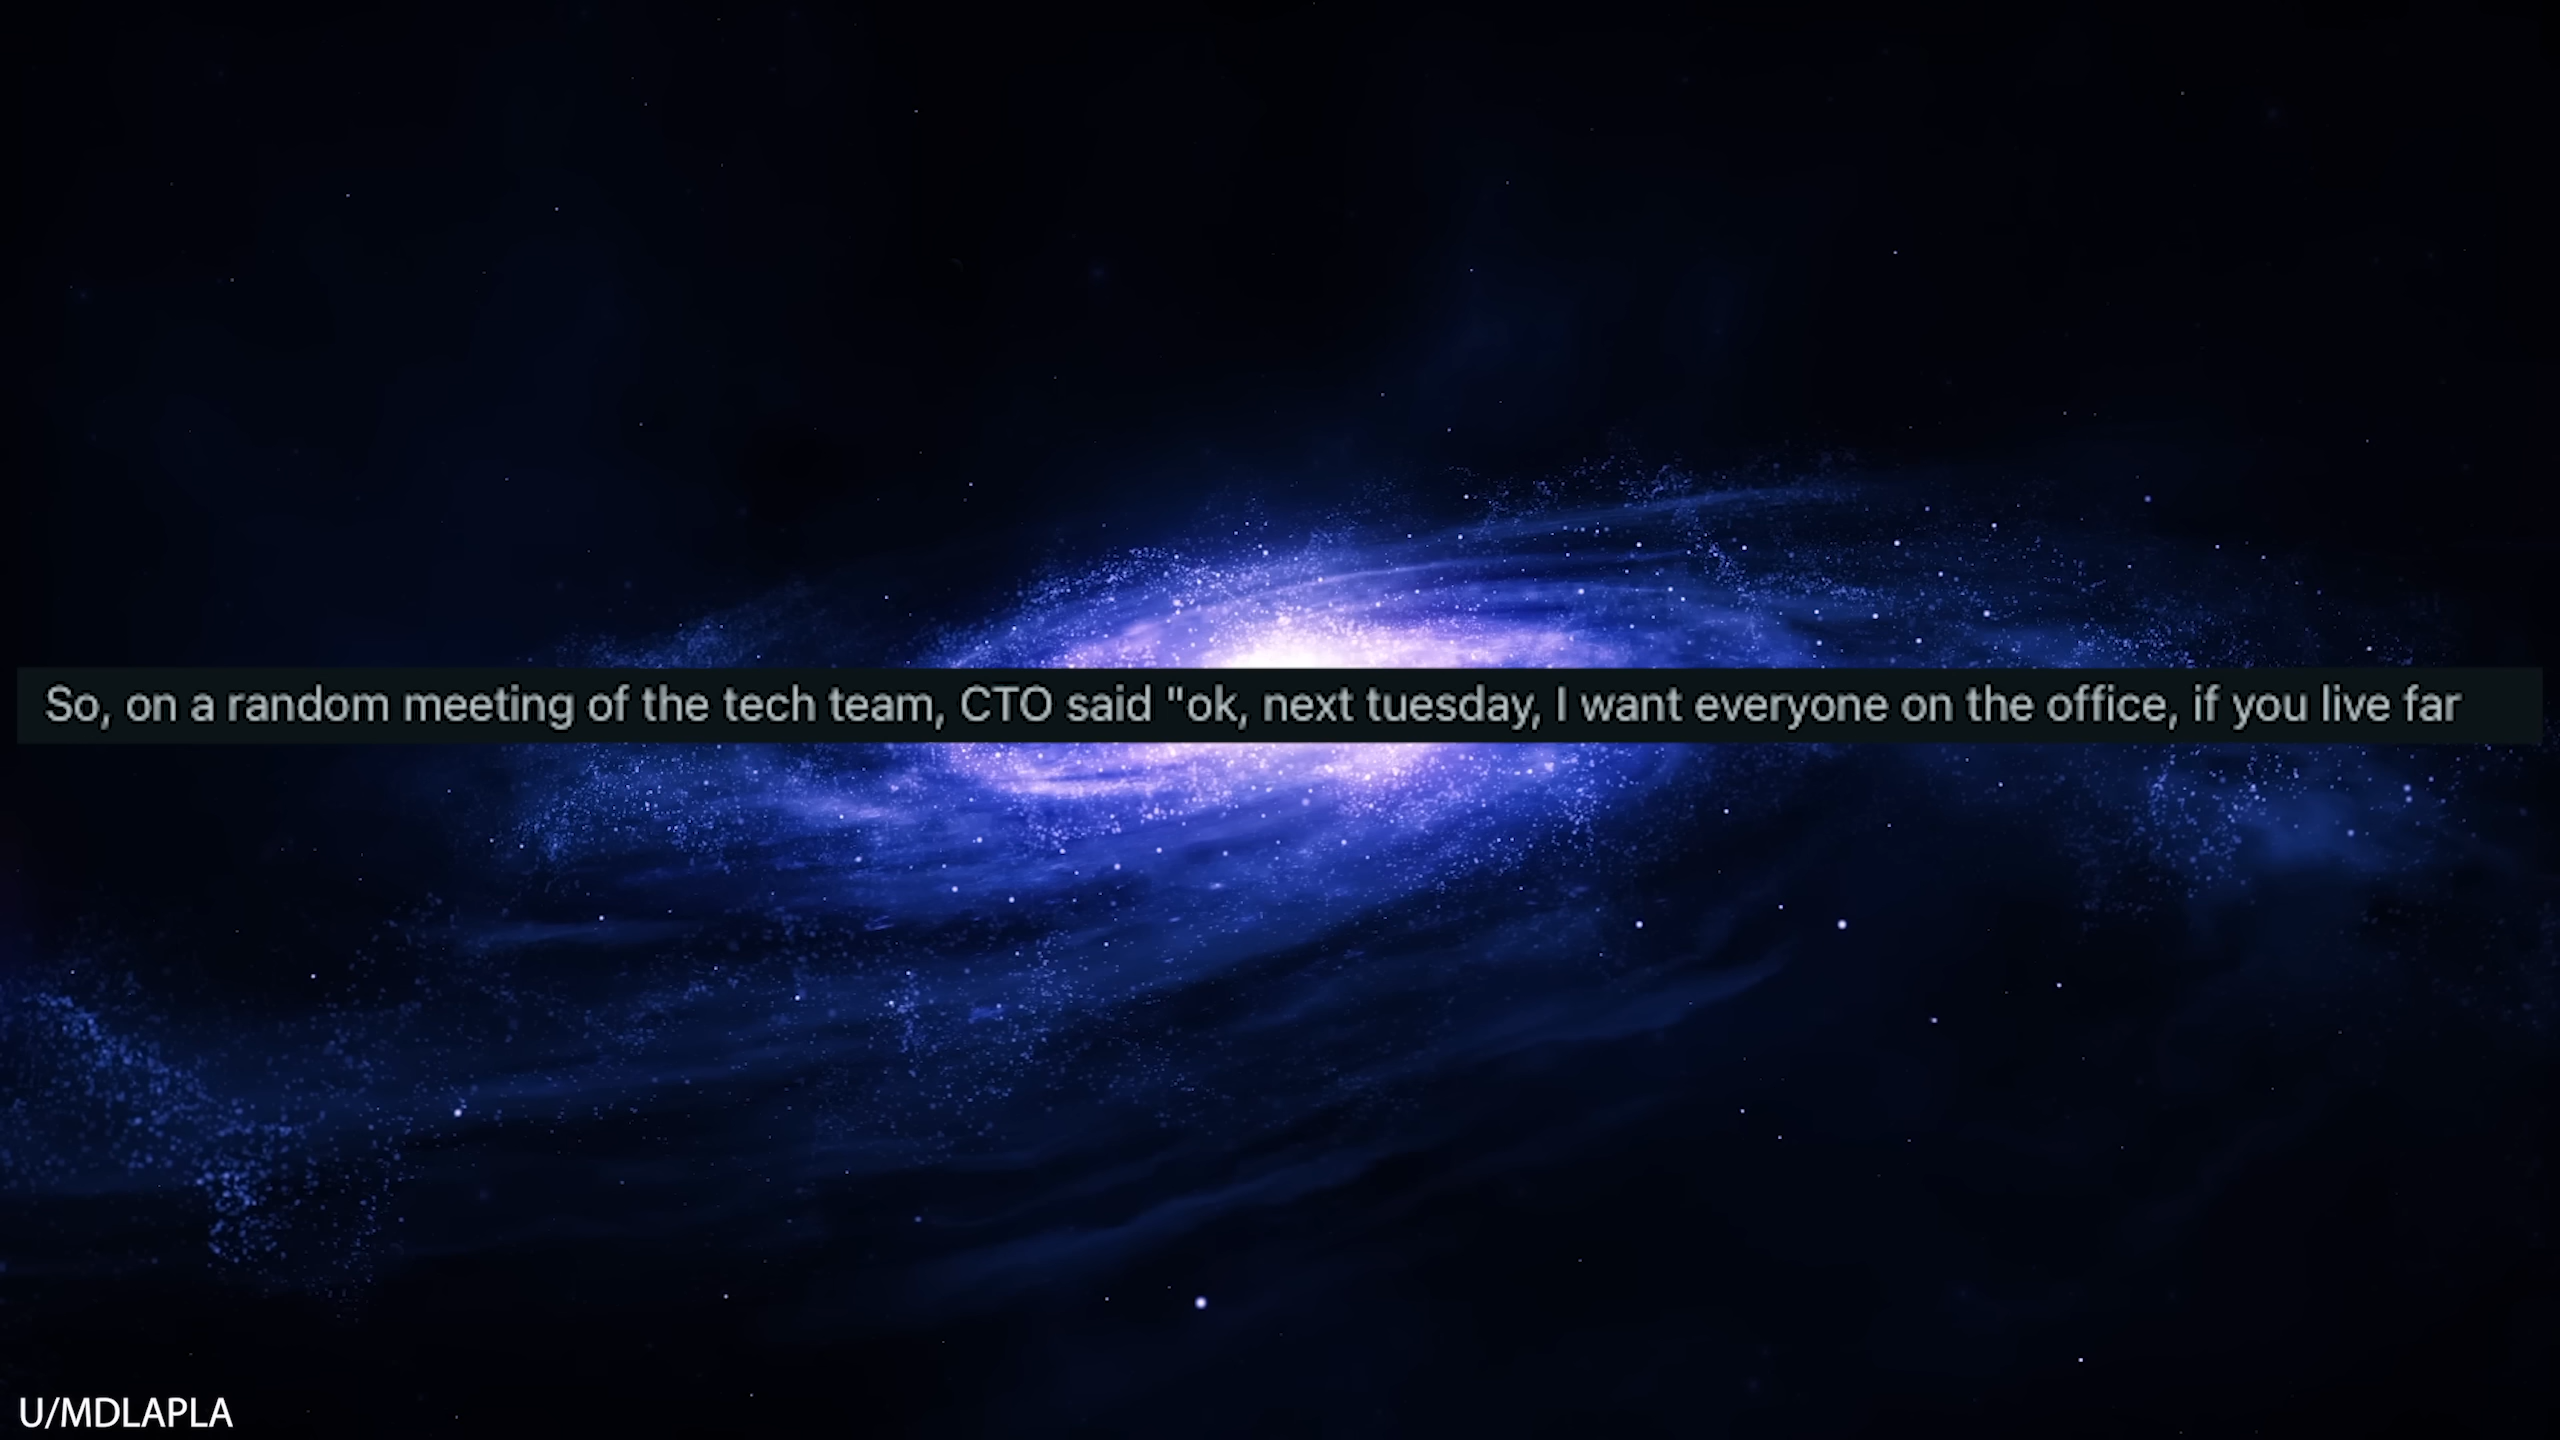 So, on a random meeting of the tech team, CTO said "ok, next tuesday, I want everyone on the office, if you live far
U/MDLAPLA